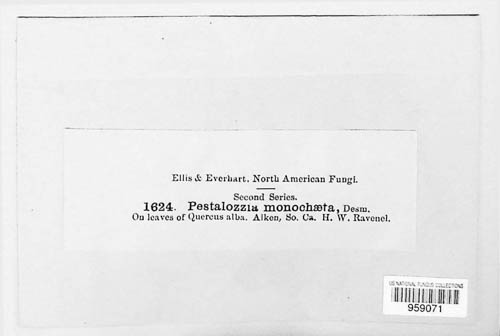 Ellis & Everhart, North American Fungi.
Second Series.
1624. Pestalozzia monochæta, Desm.
On leaves of Quercus alba. Aiken, So. Ca. H. W. Ravenel.
US NATIONAL FUNGUS COLLECTIONS
959071